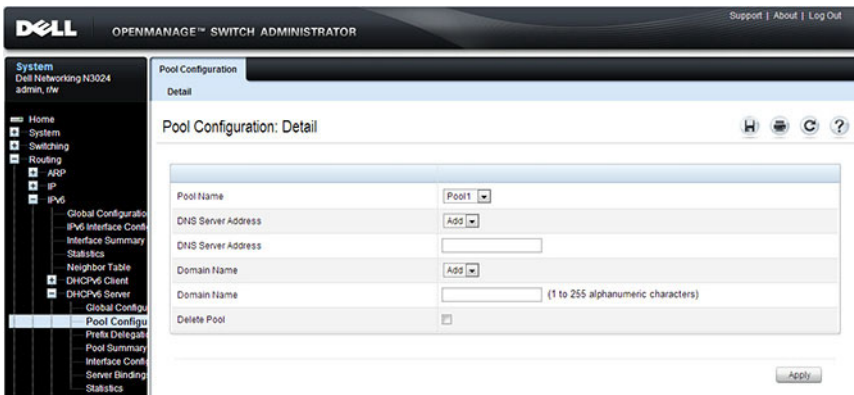 Support | About | Log Out
DELL
OPENMANAGE™ SWITCH ADMINISTRATOR
System
Dell Networking N3024
admin, r/w
Home
System
Switching
Routing
ARP
IP
IPv6
Global Configuratio
IPv6 Interface Confi
Interface Summary
Statistics
Neighbor Table
DHCPv6 Client
DHCPv6 Server
Global Configu
Pool Configu
Prefix Delegati
Pool Summary
Interface Confi
Server Binding
Statistics
Pool Configuration
Detail
Pool Configuration: Detail
?
Pool Name Pool1
DNS Server Address Add
DNS Server Address
Domain Name Add
Domain Name (1 to 255 alphanumeric characters)
Delete Pool
Apply